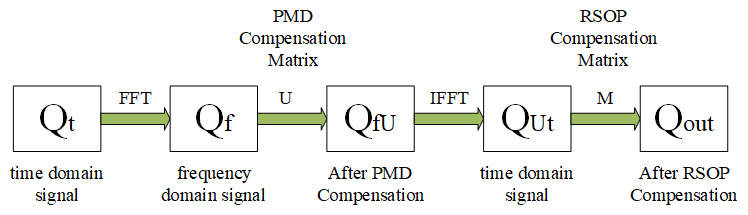 PMD
Compensation
Matrix
RSOP
Compensation
Matrix
FFT
U
IFFT
M
Qt
Qf
QfU
QUt
Qout
time domain
signal
frequency
domain signal
After PMD
Compensation
time domain
signal
After RSOP
Compensation